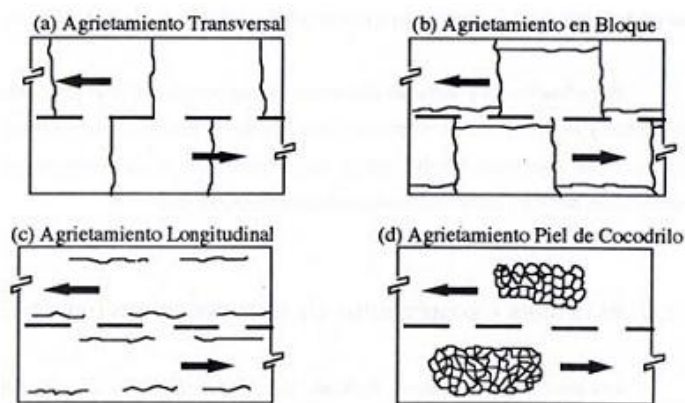 (a) Agrietamiento Transversal
(b) Agrietamiento en Bloque
(c) Agrietamiento Longitudinal
(d) Agrietamiento Piel de Cocodrilo